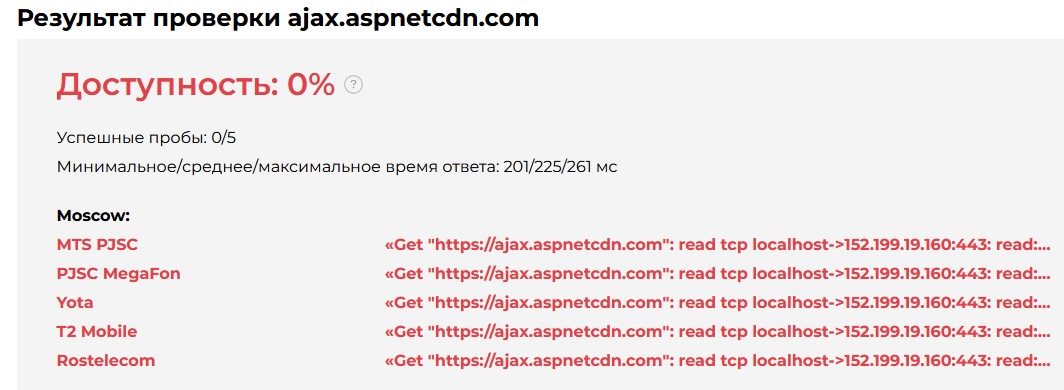 Результат проверки ajax.aspnetcdn.com
Доступность: 0% ?
Успешные пробы: 0/5
Минимальное/среднее/максимальное время ответа: 201/225/261 мс
Moscow:
MTS PJSC «Get "https://ajax.aspnetcdn.com": read tcp localhost->152.199.19.160:443: read:...
PJSC MegaFon «Get "https://ajax.aspnetcdn.com": read tcp localhost->152.199.19.160:443: read:...
Yota «Get "https://ajax.aspnetcdn.com": read tcp localhost->152.199.19.160:443: read:...
T2 Mobile «Get "https://ajax.aspnetcdn.com": read tcp localhost->152.199.19.160:443: read:...
Rostelecom «Get "https://ajax.aspnetcdn.com": read tcp localhost->152.199.19.160:443: read:...